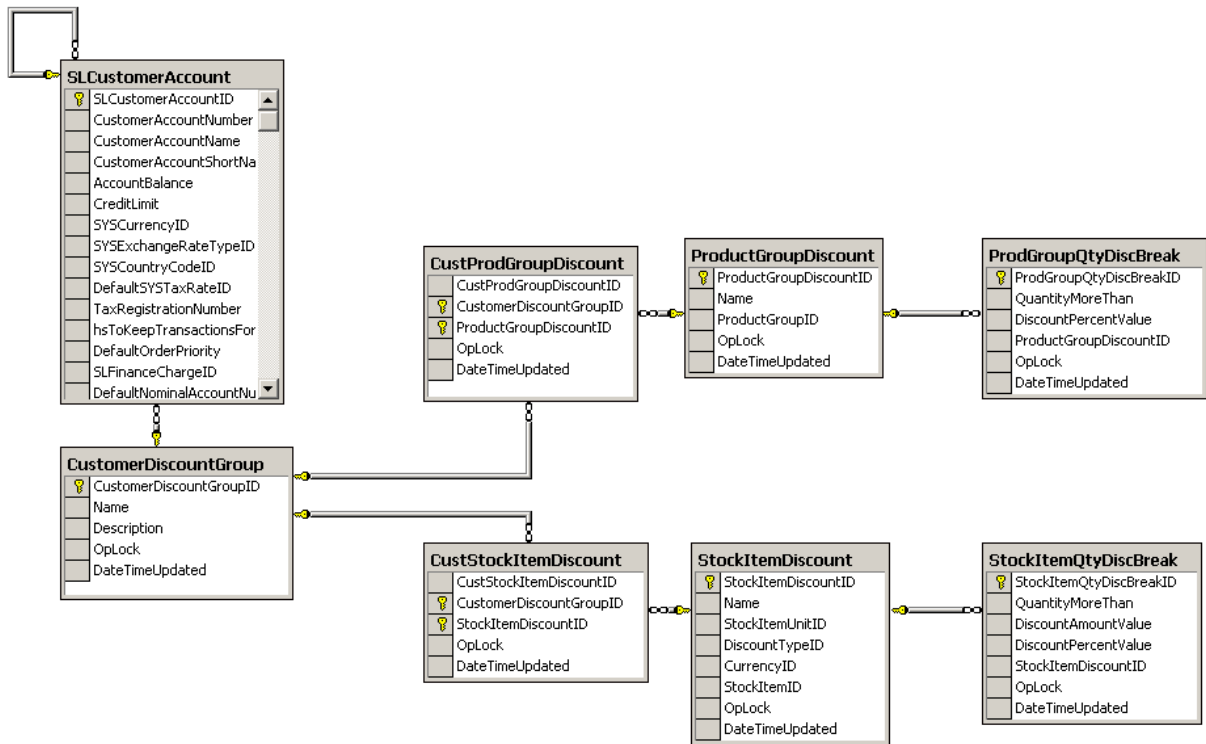 SLCustomerAccount
SLCustomerAccountID
CustomerAccountNumber
CustomerAccountName
CustomerAccountShortNa
AccountBalance
CreditLimit
SYSCurrencyID
SYSExchangeRateTypeID
SYSCountryCodeID
DefaultSYSTaxRateID
TaxRegistrationNumber
hsToKeepTransactionsFor
DefaultOrderPriority
SLFinanceChargeID
DefaultNominalAccountNu
CustomerDiscountGroup
CustomerDiscountGroupID
Name
Description
OpLock
DateTimeUpdated
CustProdGroupDiscount
CustProdGroupDiscountID
CustomerDiscountGroupID
ProductGroupDiscountID
OpLock
DateTimeUpdated
ProductGroupDiscount
ProductGroupDiscountID
Name
ProductGroupID
OpLock
DateTimeUpdated
ProdGroupQtyDiscBreak
ProdGroupQtyDiscBreakID
QuantityMoreThan
DiscountPercentValue
ProductGroupDiscountID
OpLock
DateTimeUpdated
CustStockItemDiscount
CustStockItemDiscountID
CustomerDiscountGroupID
StockItemDiscountID
OpLock
DateTimeUpdated
StockItemDiscount
StockItemDiscountID
Name
StockItemUnitID
DiscountTypeID
CurrencyID
StockItemID
OpLock
DateTimeUpdated
StockItemQtyDiscBreak
StockItemQtyDiscBreakID
QuantityMoreThan
DiscountAmountValue
DiscountPercentValue
StockItemDiscountID
OpLock
DateTimeUpdated